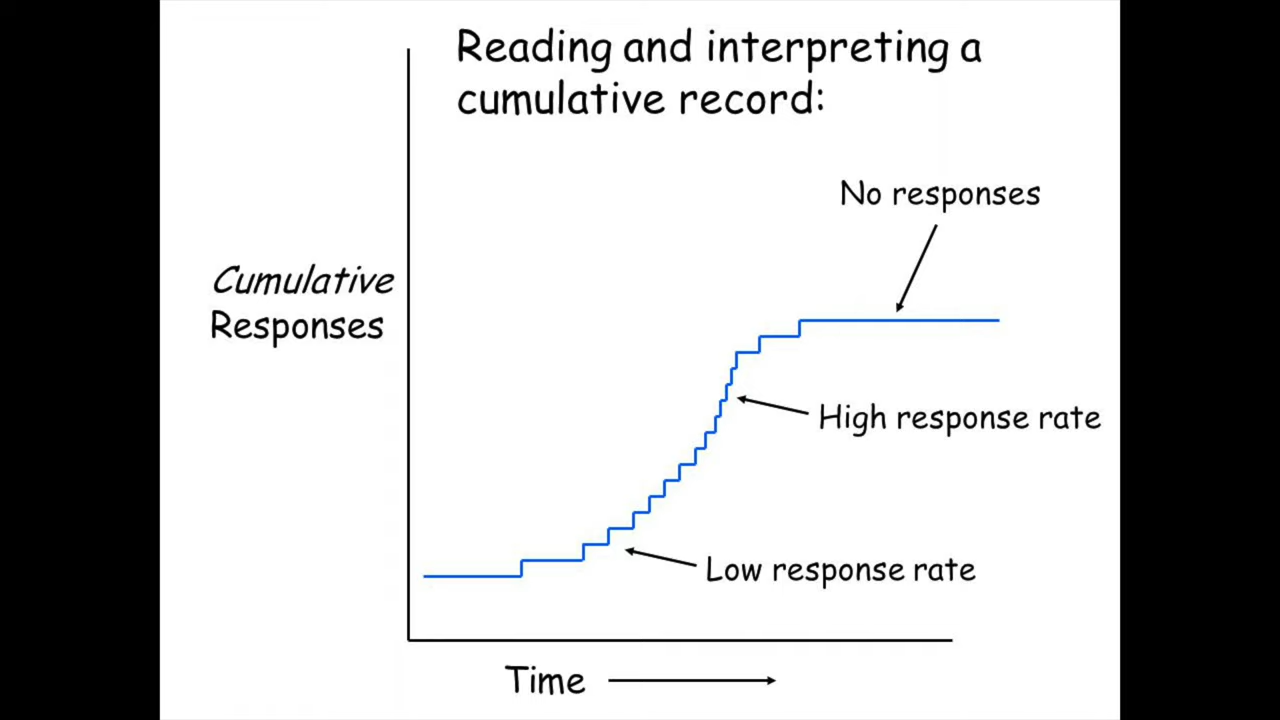 Reading and interpreting a
cumulative record:
No responses
Cumulative
Responses
High response rate
Low response rate
Time